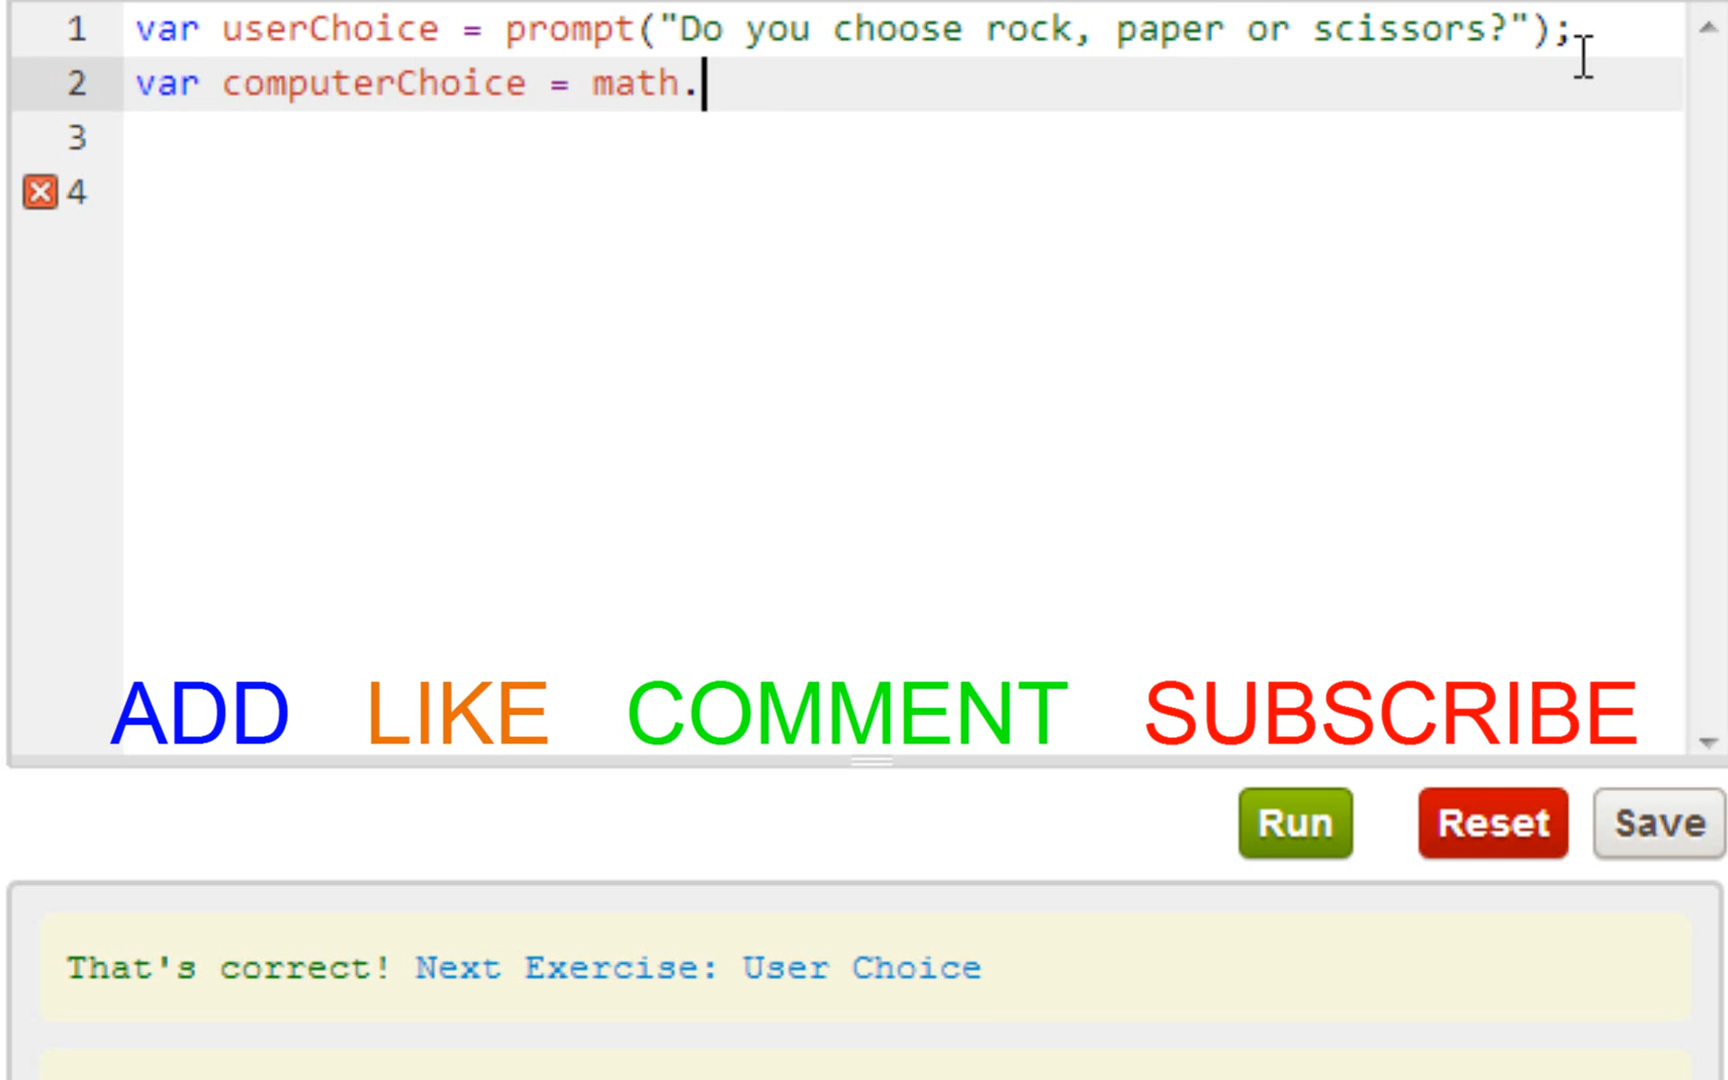 1 var userChoice = prompt("Do you choose rock, paper or scissors?");
2 var computerChoice = math.
3
4
ADD LIKE COMMENT SUBSCRIBE
Run Reset Save
That's correct! Next Exercise: User Choice